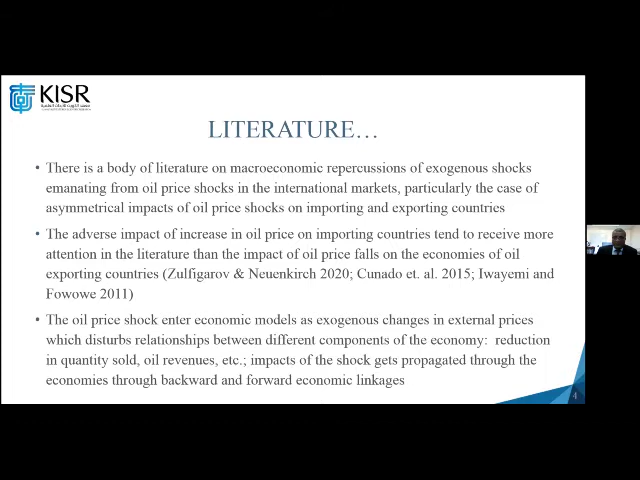 KISR
LITERATURE…
• There is a body of literature on macroeconomic repercussions of exogenous shocks
emanating from oil price shocks in the international markets, particularly the case of
asymmetrical impacts of oil price shocks on importing and exporting countries
• The adverse impact of increase in oil price on importing countries tend to receive more
attention in the literature than the impact of oil price falls on the economies of oil
exporting countries (Zulfigarov & Neuenkirch 2020; Cunado et. al. 2015; Iwayemi and
Fowowe 2011)
• The oil price shock enter economic models as exogenous changes in external prices
which disturbs relationships between different components of the economy: reduction
in quantity sold, oil revenues, etc.; impacts of the shock gets propagated through the
economies through backward and forward economic linkages
4